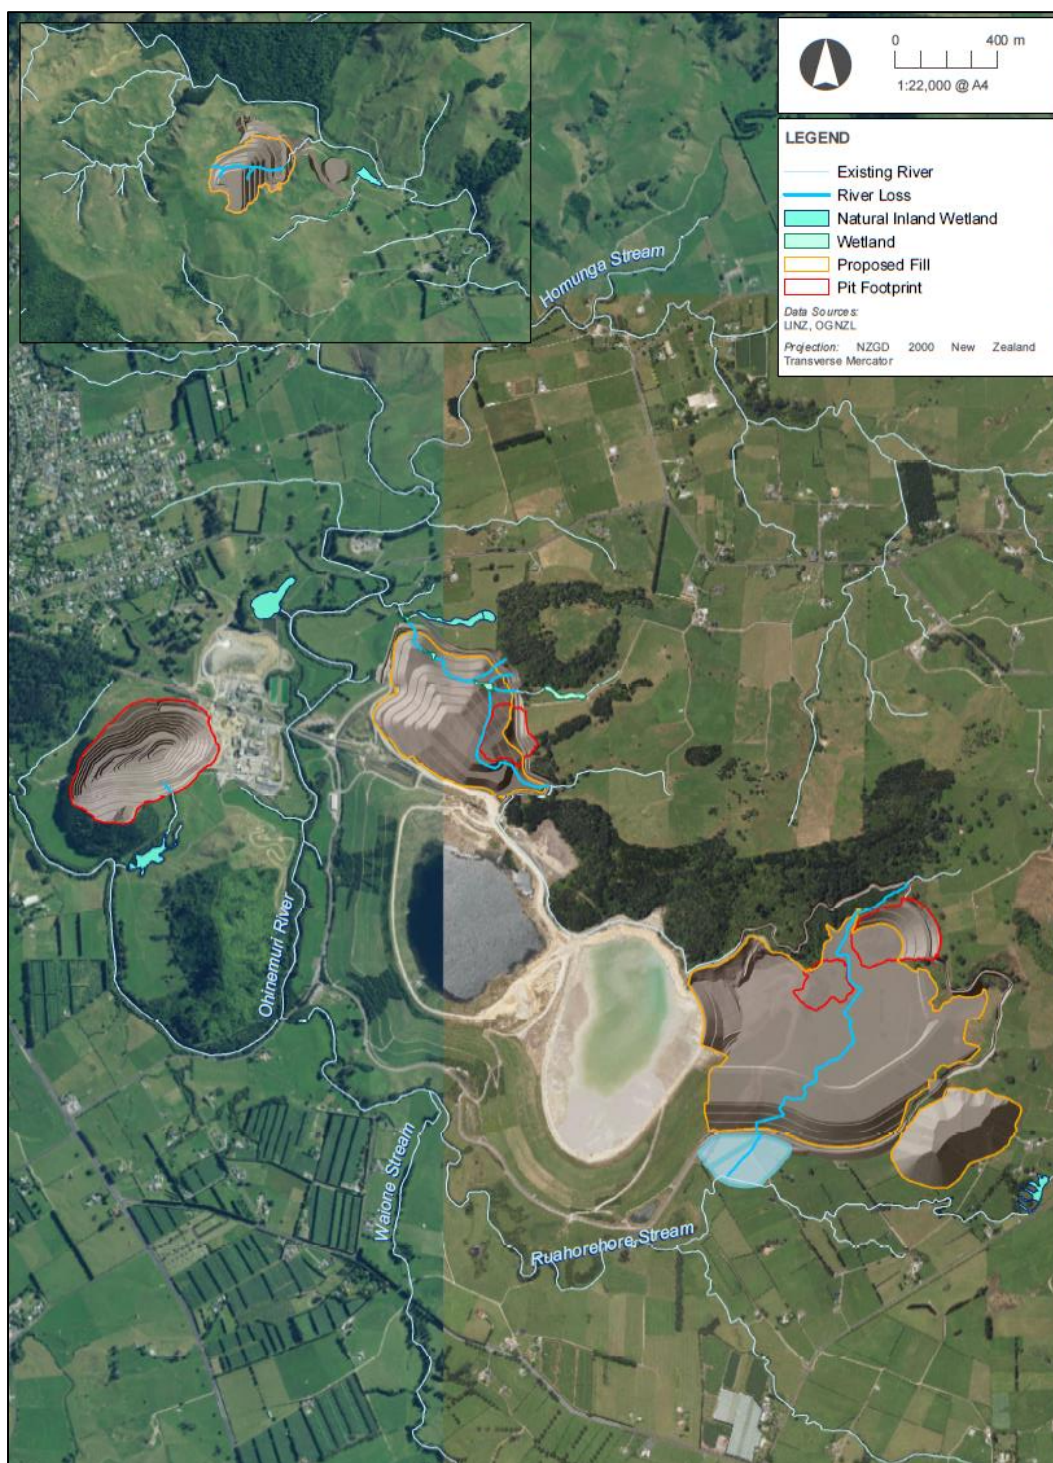 0 400 m
1:22,000 @ A4
LEGEND
Existing River
River Loss
Natural Inland Wetland
Wetland
Proposed Fill
Pit Footprint
Data Sources:
LINZ, OGNZL
Projection: NZGD 2000 New Zealand
Transverse Mercator
Homunga Stream
Ohinemuri River
Waione Stream
Ruahorehore Stream